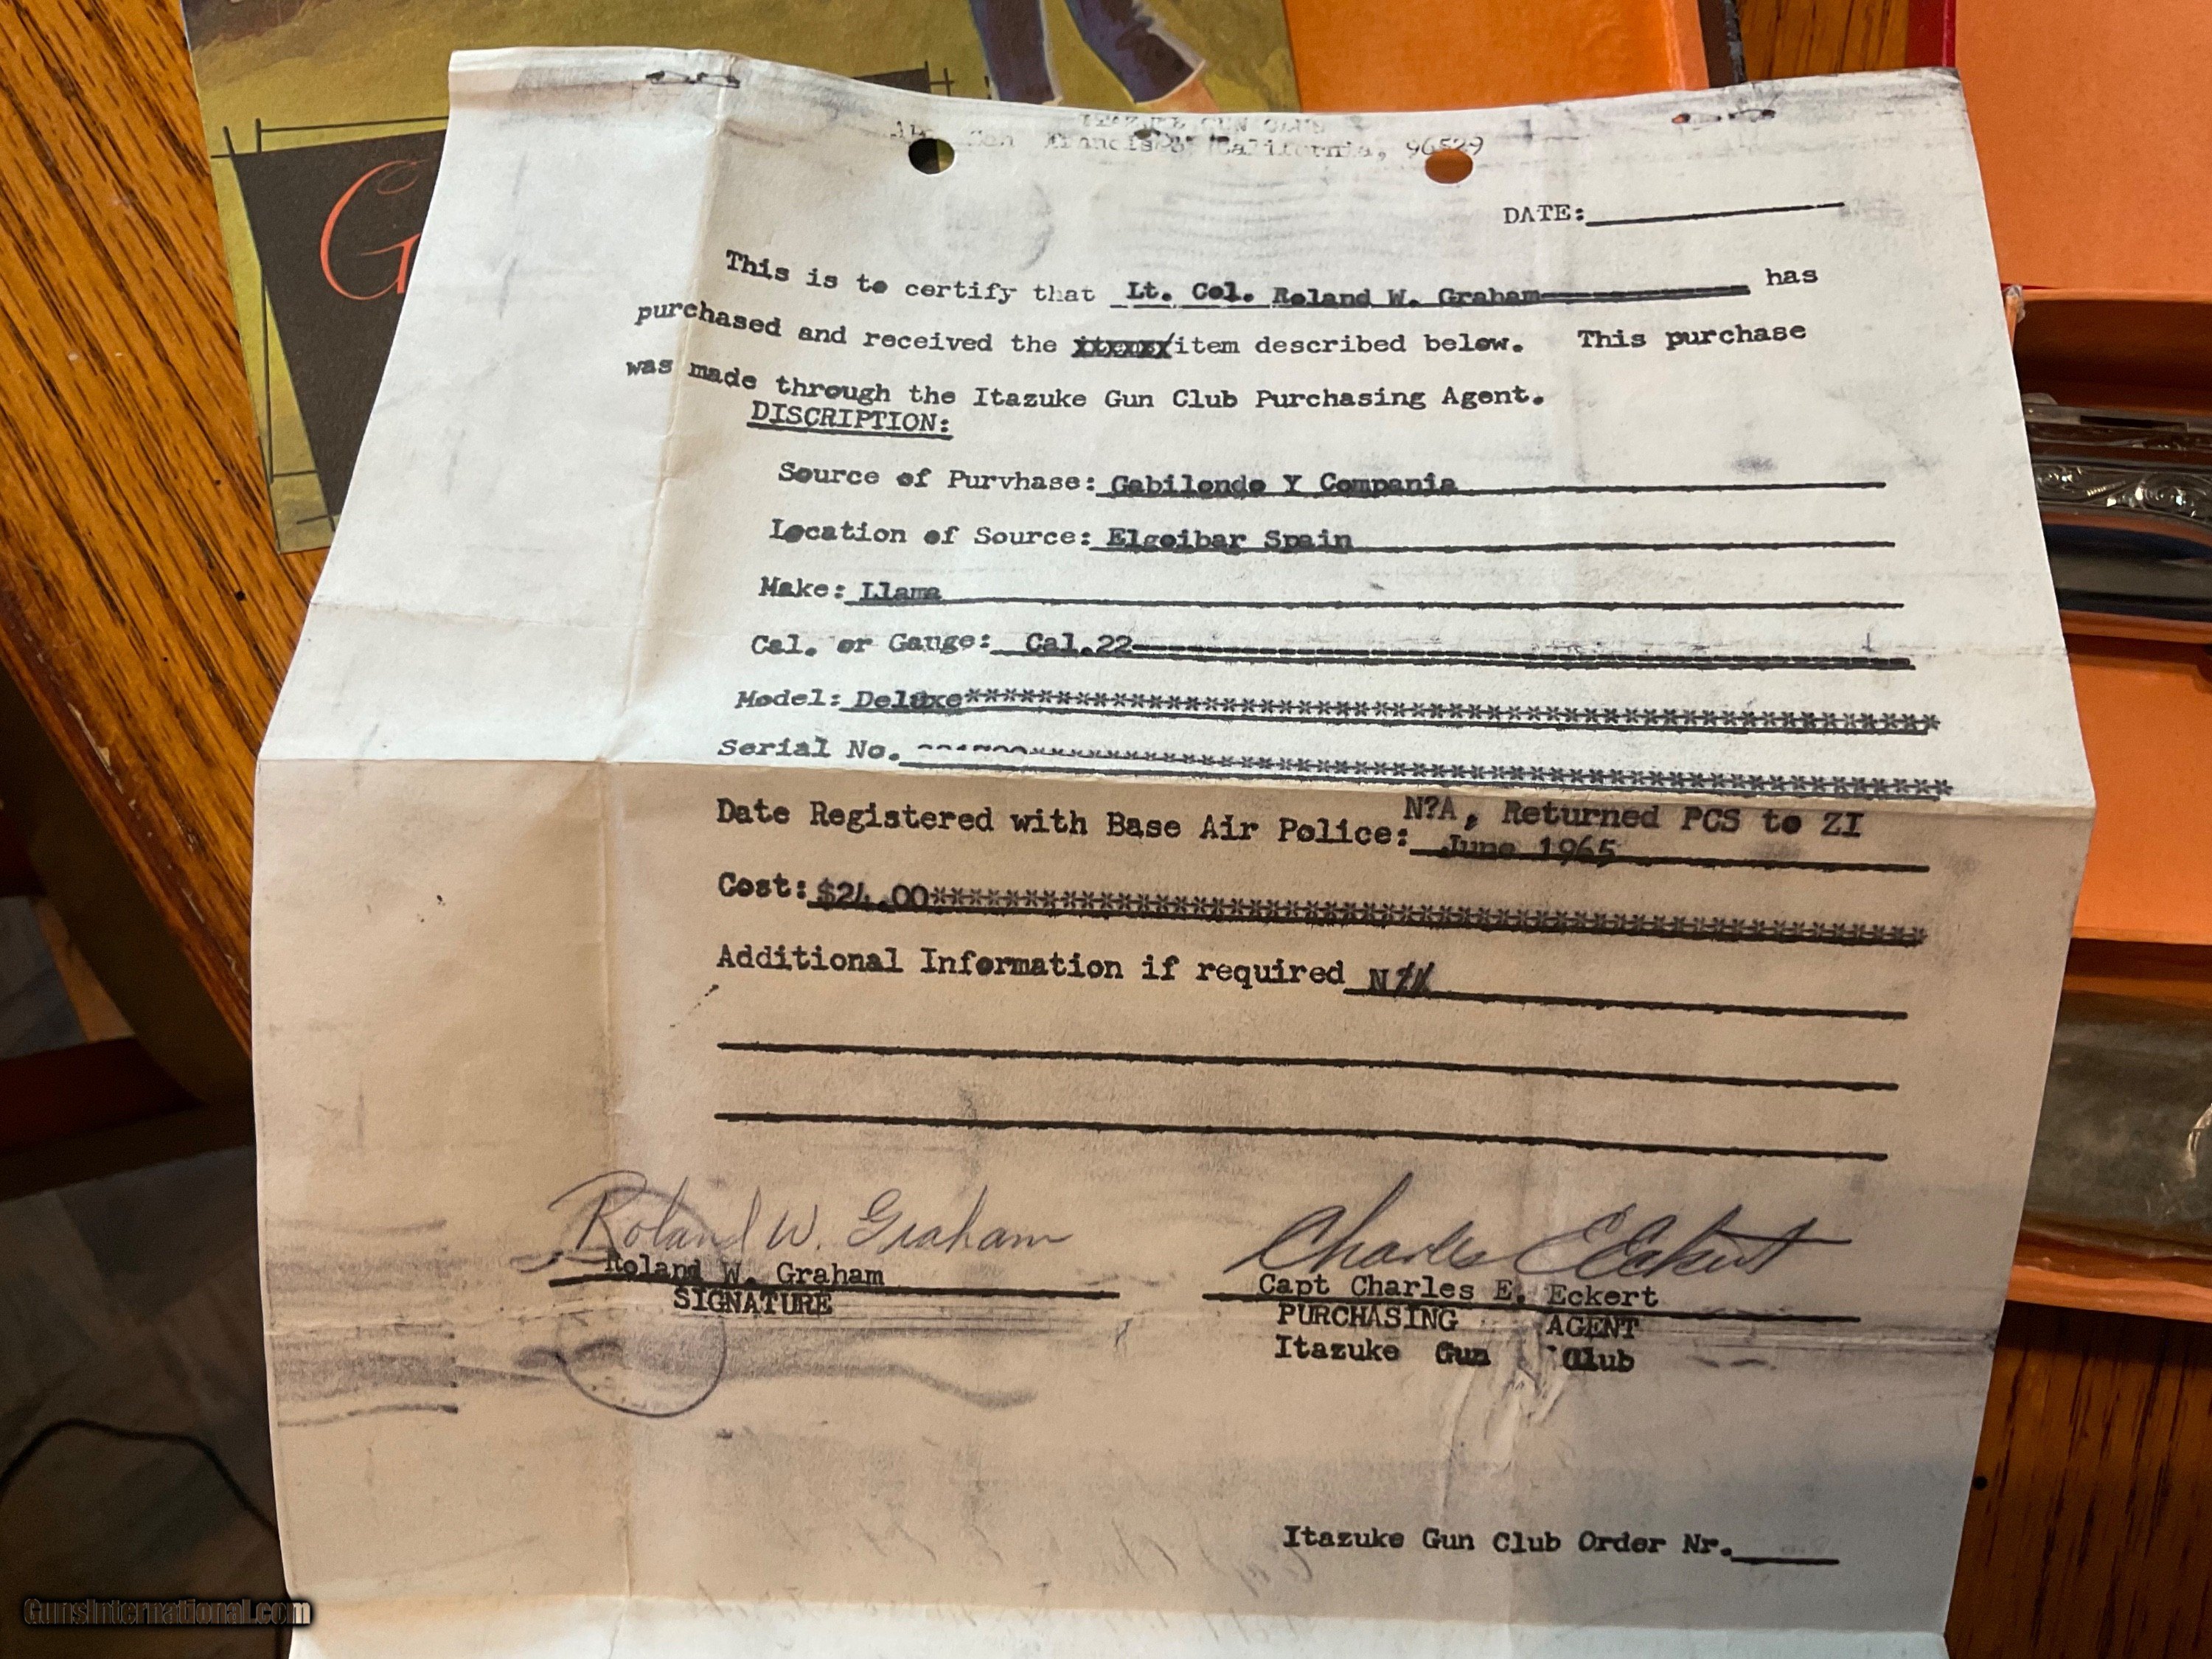 G
ITAZUKE GUN CLUB
San Francisco California, 96529
DATE:
This is to certify that Lt. Col. Roland W. Graham has
purchased and received the item described below. This purchase
was made through the Itazuke Gun Club Purchasing Agent.
DISCRIPTION:
Source of Purvhase: Gabilondo Y Compania
Location of Source: Elgoibar Spain
Make: Llama
Cal. or Gauge: Cal.22
Model: Deluxe
Serial No.
N?A, Returned PCS to ZI
Date Registered with Base Air Police: June 1965
Cost: $24.00
Additional Information if required N/A
Roland W. Graham
Charles E Eckert
Roland W. Graham
Capt Charles E. Eckert
SIGNATURE
PURCHASING AGENT
Itazuke Gun Club
Itazuke Gun Club Order Nr.
GunsInternational.com